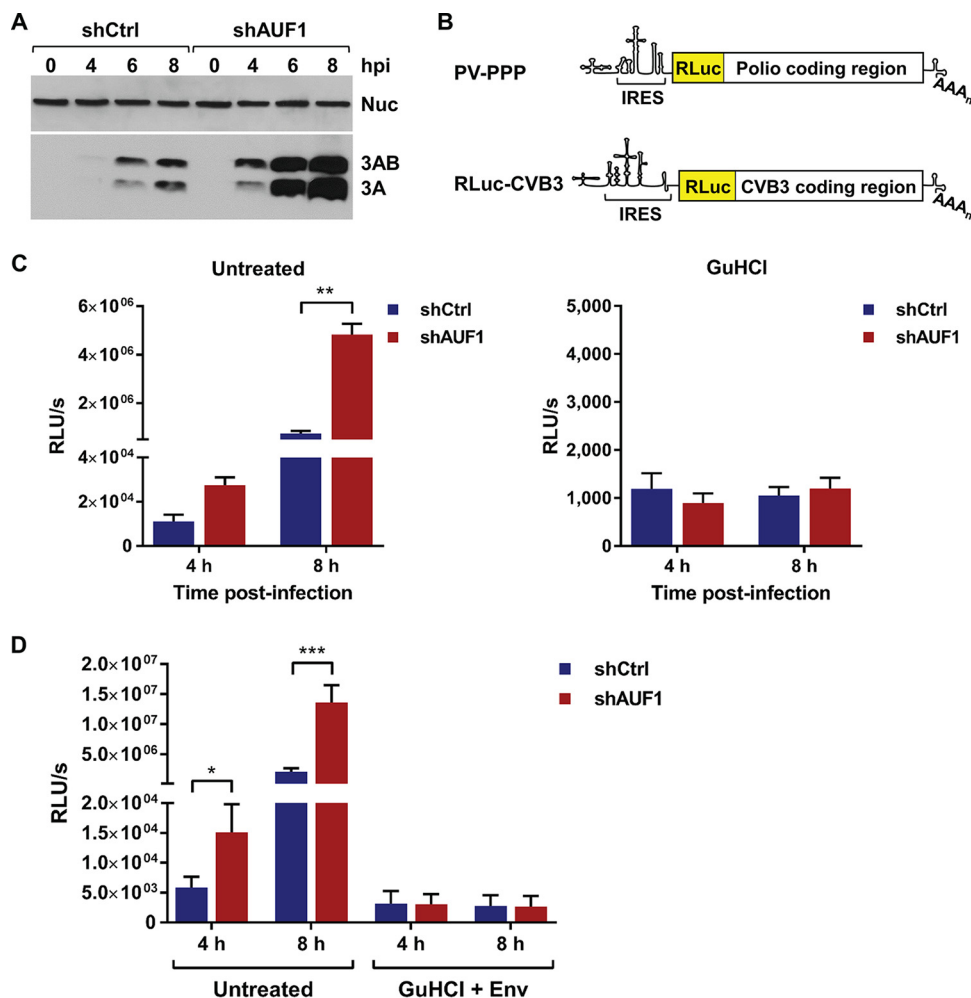 A
shCtrl shAUF1
0 4 6 8 0 4 6 8 hpi
Nuc
3AB
3A
B
PV-PPP
RLuc Polio coding region
IRES
AAAn
RLuc-CVB3
RLuc CVB3 coding region
IRES
AAAn
C
Untreated
RLU/s
6×10^06
4×10^06
2×10^06
4×10^04
2×10^04
0
**
shCtrl
shAUF1
4 h 8 h
Time post-infection
GuHCl
RLU/s
5,000
4,000
3,000
2,000
1,000
0
shCtrl
shAUF1
4 h 8 h
Time post-infection
D
RLU/s
2.0×10^07
1.5×10^07
1.0×10^07
5.0×10^06
2.0×10^04
1.5×10^04
1.0×10^04
5.0×10^03
0
*
***
shCtrl
shAUF1
4 h 8 h 4 h 8 h
Untreated GuHCl + Env